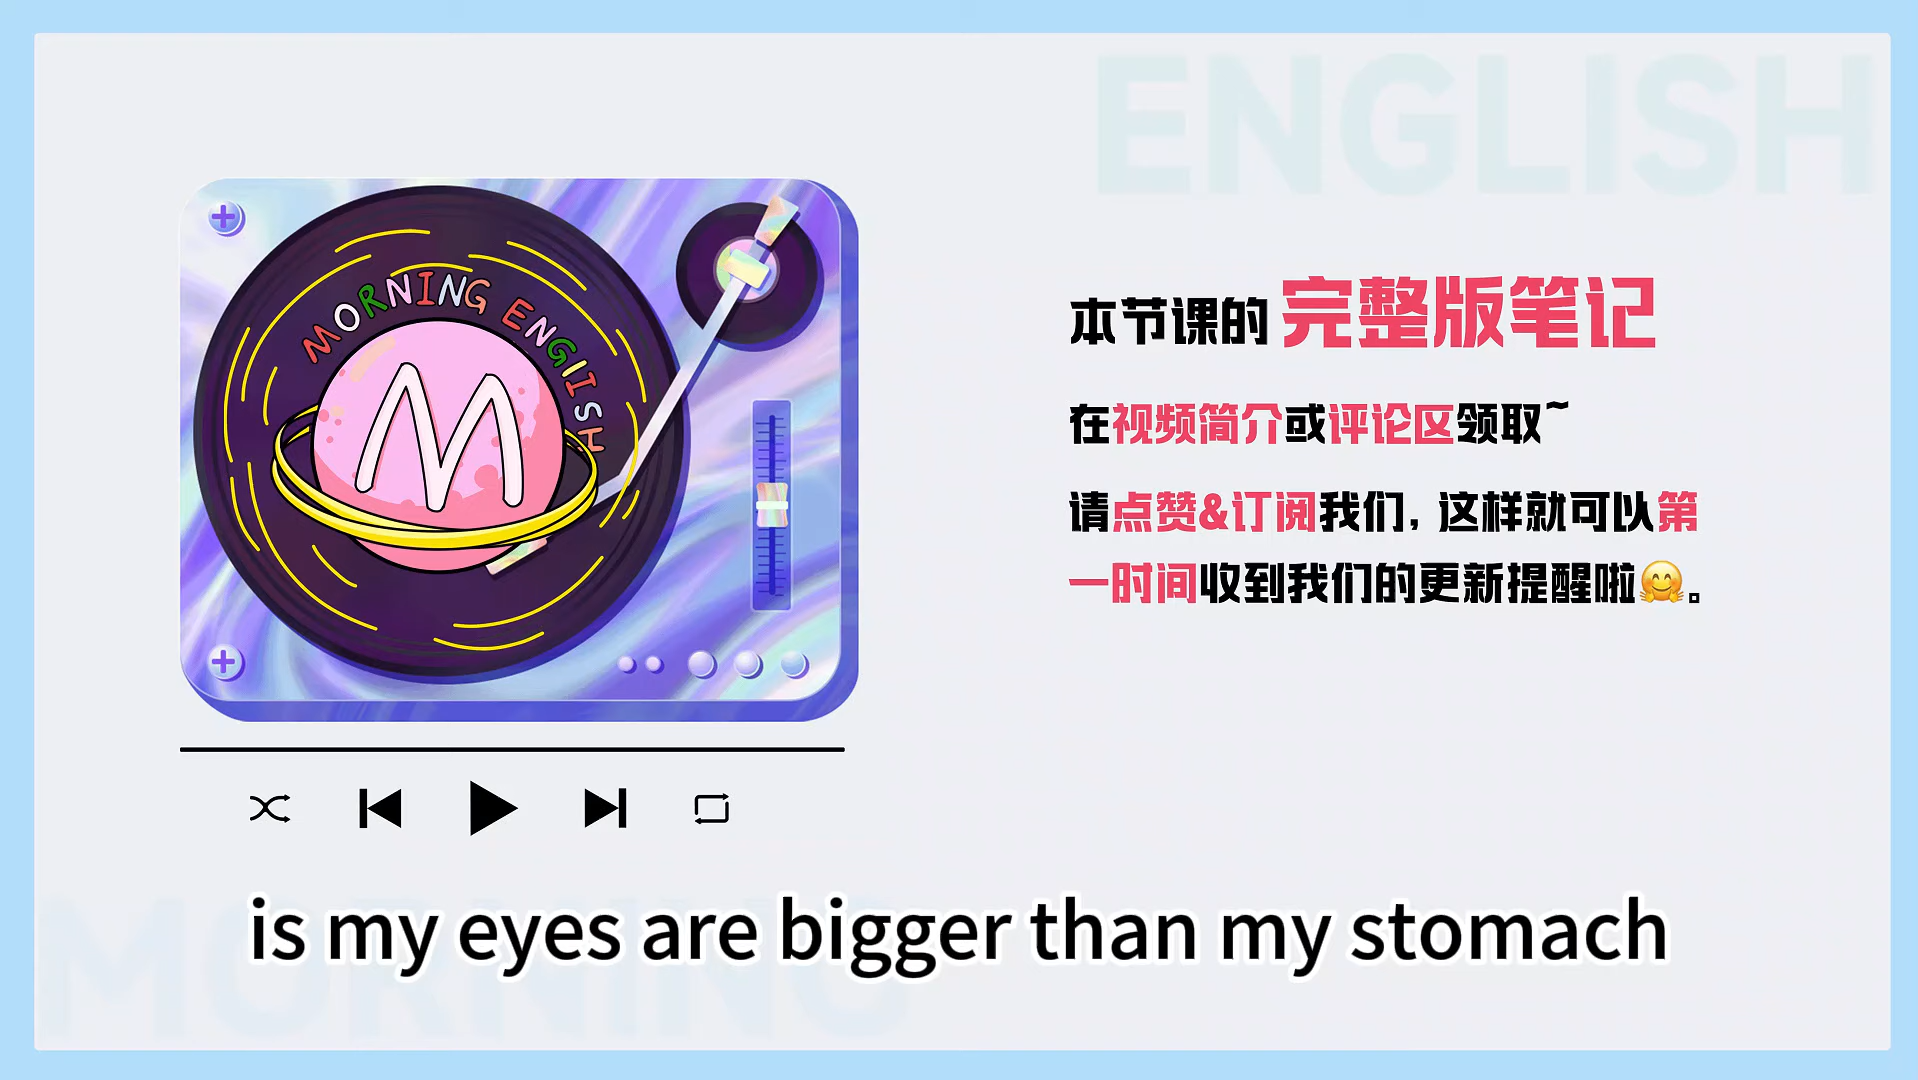 ENGLISH
MORNING ENGLISH
M
本节课的 完整版笔记
在视频简介或评论区领取~
请点赞&订阅我们，这样就可以第
一时间收到我们的更新提醒啦🤗。
is my eyes are bigger than my stomach
MORNING